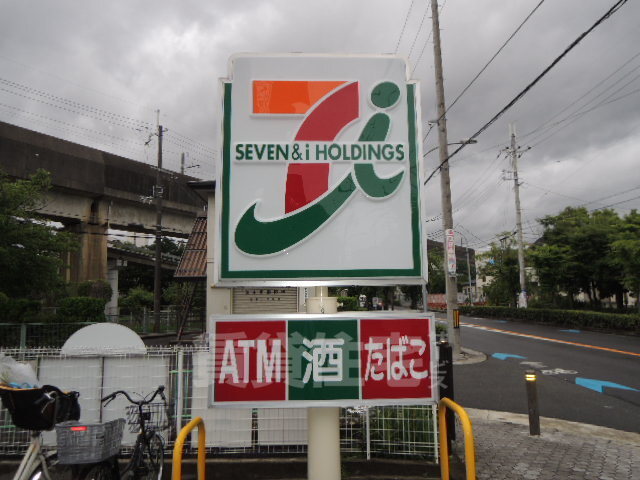 SEVEN & i HOLDINGS
ATM 酒 たばこ